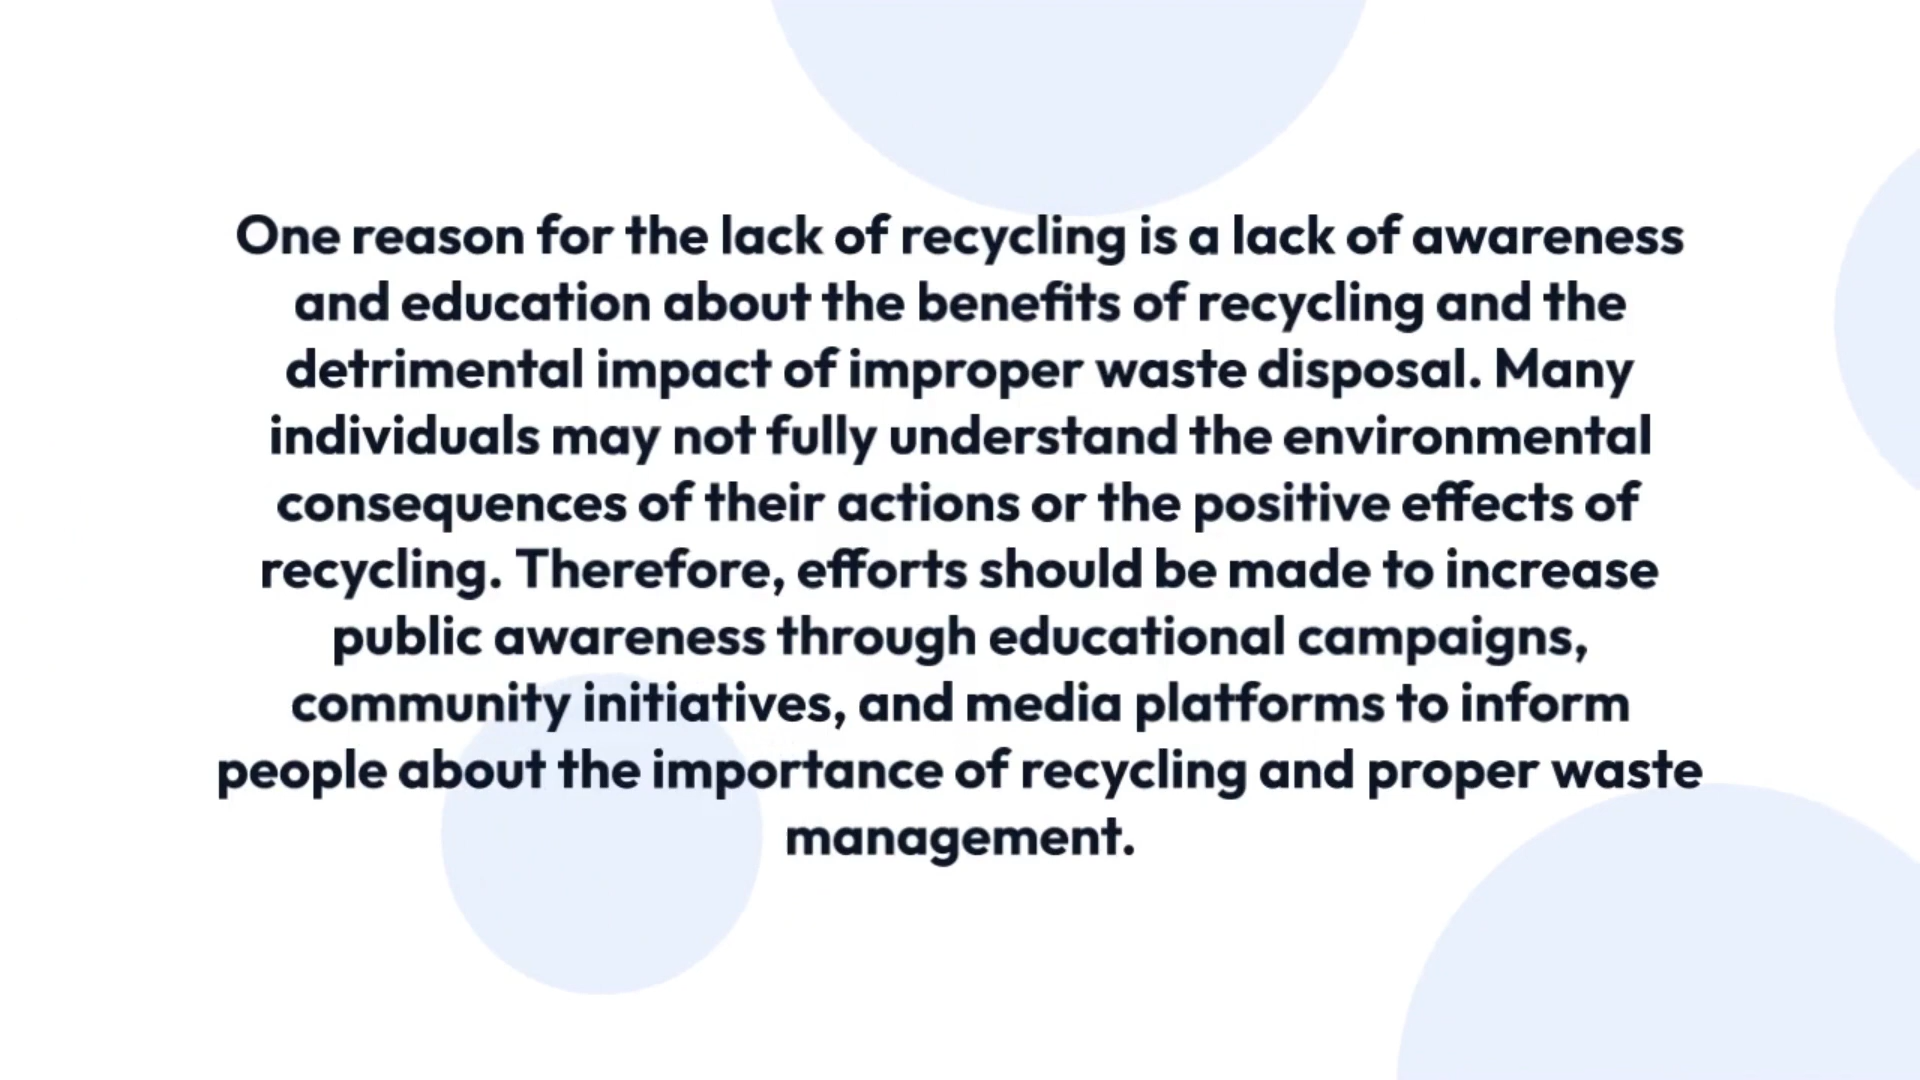 One reason for the lack of recycling is a lack of awareness
and education about the benefits of recycling and the
detrimental impact of improper waste disposal. Many
individuals may not fully understand the environmental
consequences of their actions or the positive effects of
recycling. Therefore, efforts should be made to increase
public awareness through educational campaigns,
community initiatives, and media platforms to inform
people about the importance of recycling and proper waste
management.